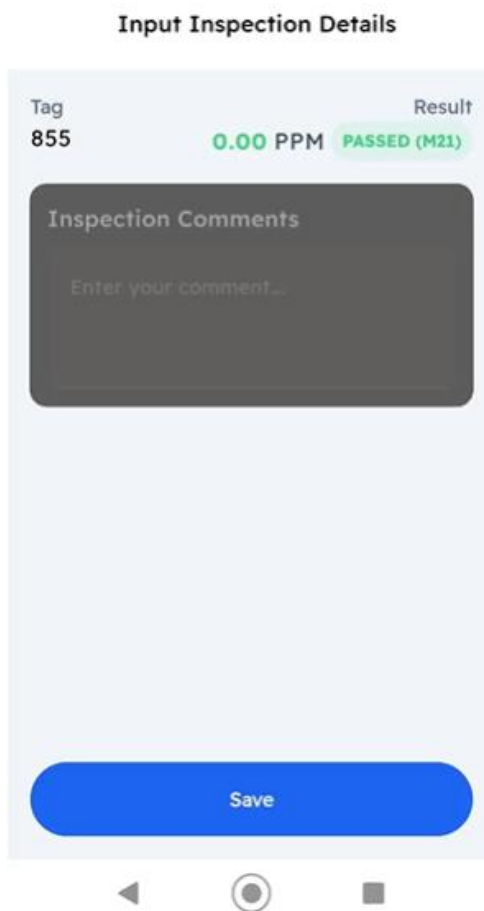 Input Inspection Details
Tag
Result
855
0.00 PPM PASSED (M21)
Inspection Comments
Enter your comment...
Save